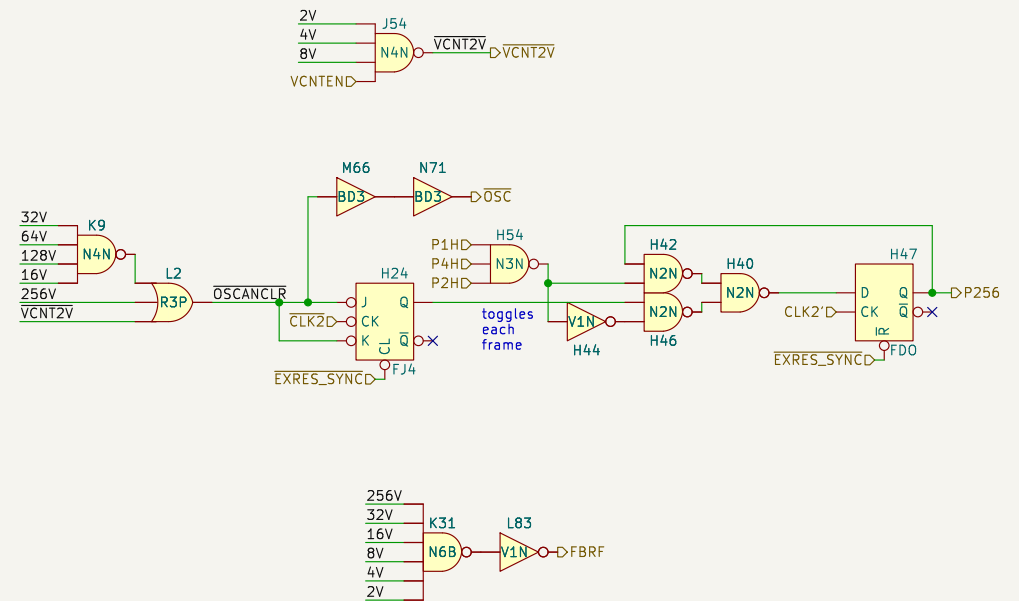 2V
4V
8V
VCNTEN
J54
N4N
VCNT2V
VCNT2V
M66
BD3
N71
BD3
OSC
32V
64V
128V
16V
256V
VCNT2V
K9
N4N
L2
R3P
OSCANCLR
H24
J
CK
K
CL
Q
Q
FJ4
CLK2
EXRES_SYNC
P1H
P4H
P2H
H54
N3N
toggles
each
frame
V1N
H44
H42
N2N
N2N
H46
H40
N2N
H47
D
CK
R
Q
Q
FDO
CLK2'
EXRES_SYNC
P256
256V
32V
16V
8V
4V
2V
K31
N6B
L83
V1N
FBRF